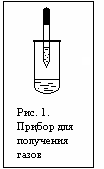 Рис. 1.
Прибор для
получения
газов